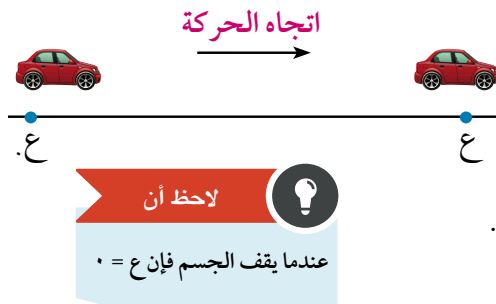 اتجاه الحركة
ع.
ع
لاحظ أن
.
عندما يقف الجسم فإن ع = ٠